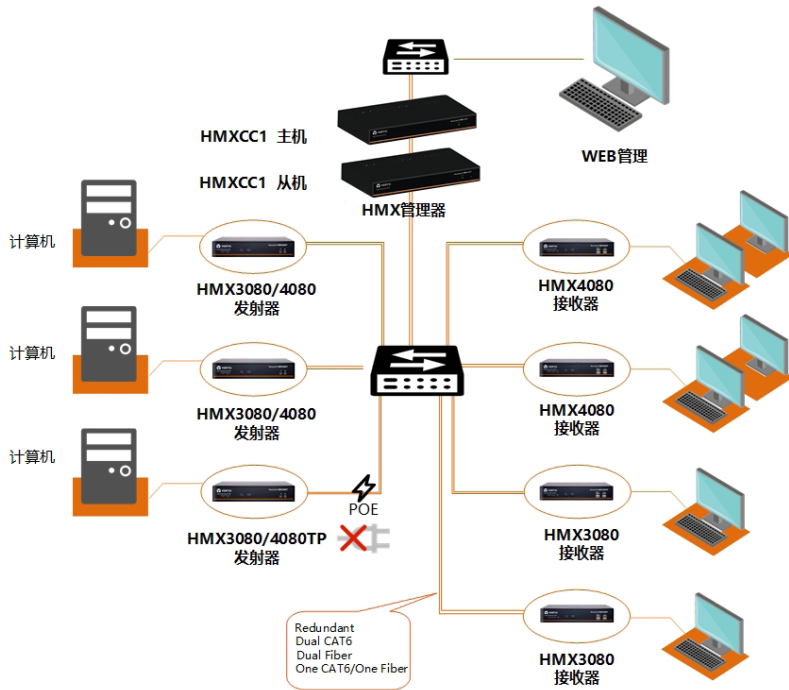 HMXCC1 主机
WEB管理
HMXCC1 从机
HMX管理器
计算机
HMX3080/4080
发射器
HMX4080
接收器
计算机
HMX3080/4080
发射器
HMX4080
接收器
计算机
POE
HMX3080/4080TP
发射器
HMX3080
接收器
Redundant
Dual CAT6
Dual Fiber
One CAT6/One Fiber
HMX3080
接收器